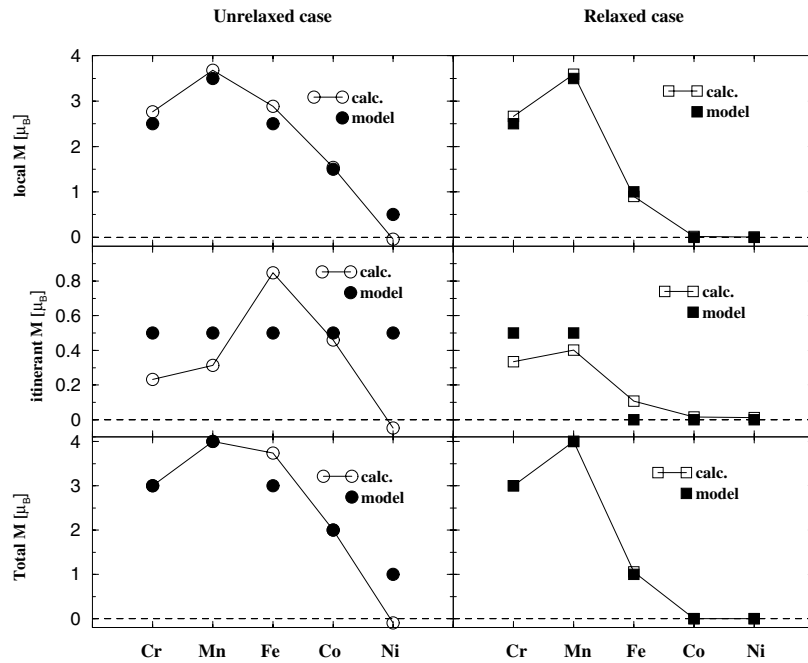 Unrelaxed case
Relaxed case
local M [μB]
4
3
2
1
0
calc.
model
calc.
model
itinerant M [μB]
0.8
0.6
0.4
0.2
0
calc.
model
calc.
model
Total M [μB]
4
3
2
1
0
calc.
model
calc.
model
Cr Mn Fe Co Ni
Cr Mn Fe Co Ni